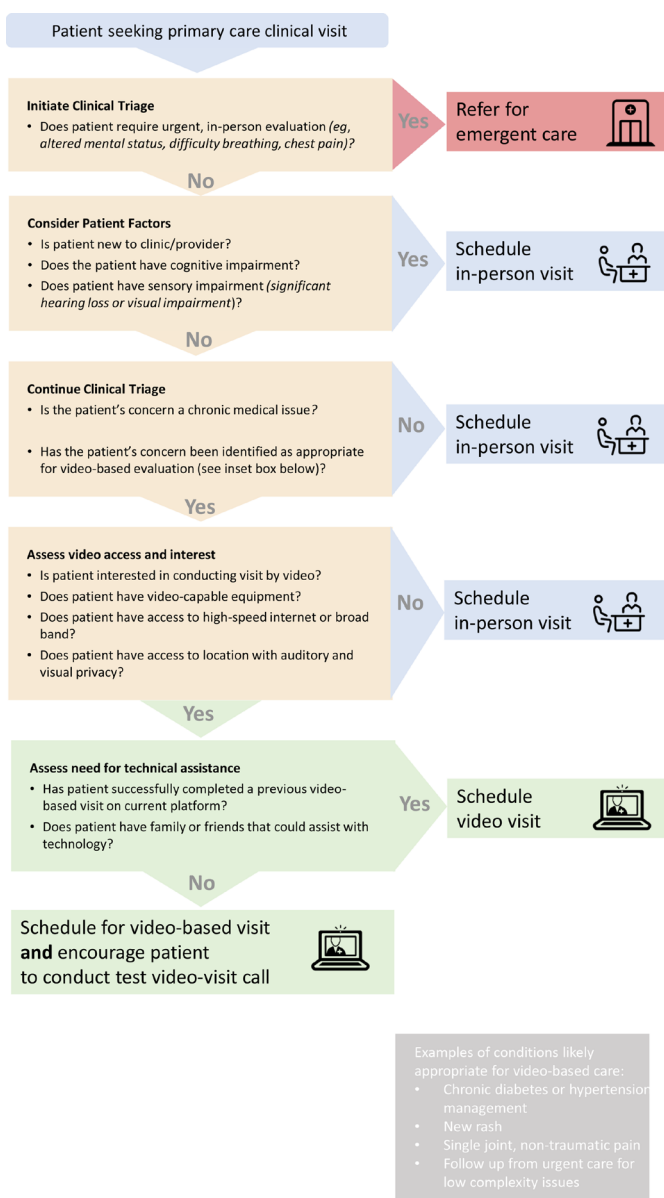 Patient seeking primary care clinical visit
Initiate Clinical Triage
• Does patient require urgent, in-person evaluation (eg,
altered mental status, difficulty breathing, chest pain)?
Yes
Refer for
emergent care
No
Consider Patient Factors
• Is patient new to clinic/provider?
• Does the patient have cognitive impairment?
• Does patient have sensory impairment (significant
hearing loss or visual impairment)?
Yes
Schedule
in-person visit
No
Continue Clinical Triage
• Is the patient's concern a chronic medical issue?
• Has the patient's concern been identified as appropriate
for video-based evaluation (see inset box below)?
No
Schedule
in-person visit
Yes
Assess video access and interest
• Is patient interested in conducting visit by video?
• Does patient have video-capable equipment?
• Does patient have access to high-speed internet or broad
band?
• Does patient have access to location with auditory and
visual privacy?
No
Schedule
in-person visit
Yes
Assess need for technical assistance
• Has patient successfully completed a previous video-
based visit on current platform?
• Does patient have family or friends that could assist with
technology?
Yes
Schedule
video visit
No
Schedule for video-based visit
and encourage patient
to conduct test video-visit call
Examples of conditions likely
appropriate for video-based care:
• Chronic diabetes or hypertension
management
• New rash
• Single joint, non-traumatic pain
• Follow up from urgent care for
low complexity issues